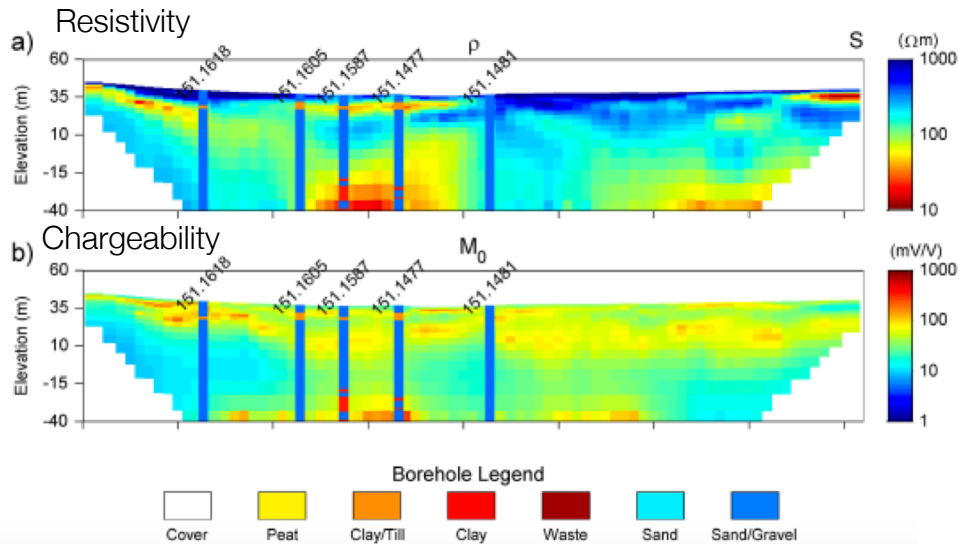 Resistivity
a)
ρ
S
(Ωm)
60
35
10
-15
-40
Elevation (m)
151.1618
151.1605
151.1587
151.1477
151.1481
1000
100
10
Chargeability
b)
M0
(mV/V)
60
35
10
-15
-40
Elevation (m)
151.1618
151.1605
151.1587
151.1477
151.1481
1000
100
10
1
Borehole Legend
Cover
Peat
Clay/Till
Clay
Waste
Sand
Sand/Gravel